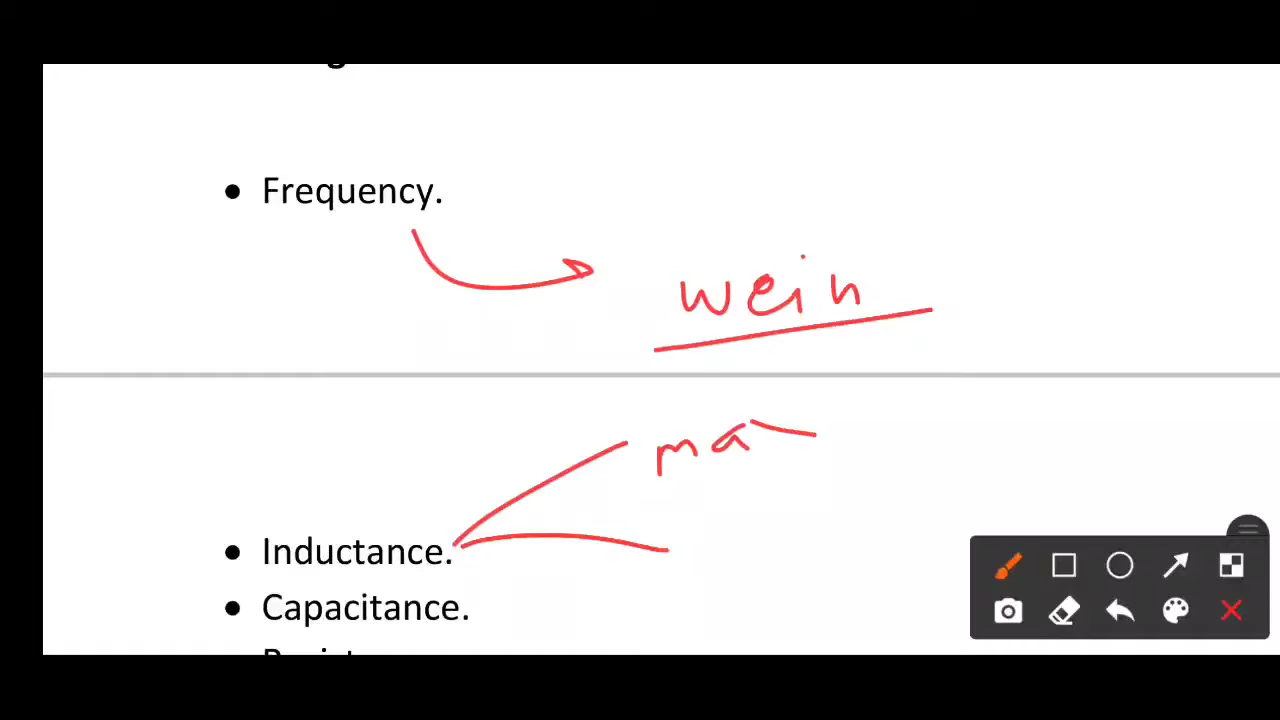 • Frequency.
wein
ma
• Inductance.
• Capacitance.